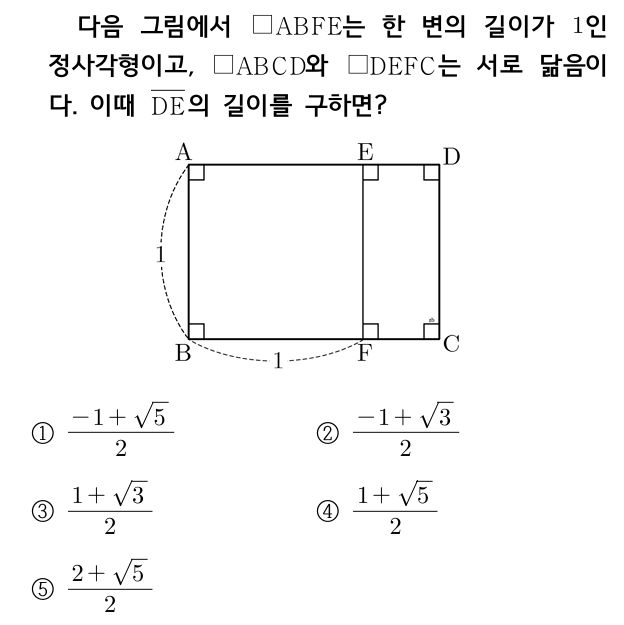 다음 그림에서 □ABFE는 한 변의 길이가 1인
정사각형이고, □ABCD와 □DEFC는 서로 닮음이
다. 이때 $\overline{DE}$의 길이를 구하면?
A E D
1
B F C
1
① $\frac{-1+\sqrt{5}}{2}$ ② $\frac{-1+\sqrt{3}}{2}$
③ $\frac{1+\sqrt{3}}{2}$ ④ $\frac{1+\sqrt{5}}{2}$
⑤ $\frac{2+\sqrt{5}}{2}$